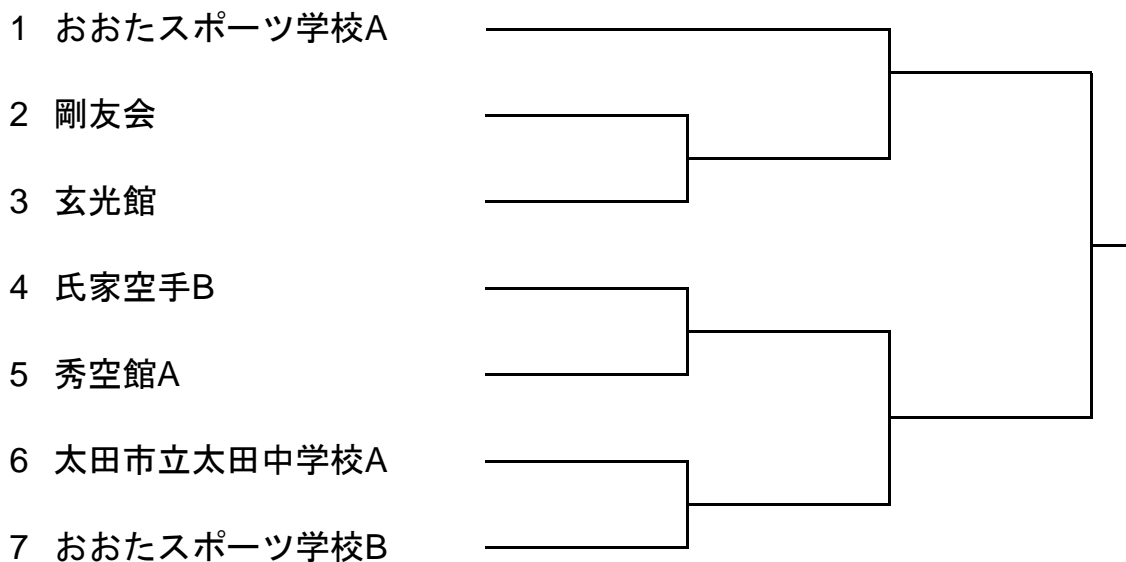 1 おおたスポーツ学校A
2 剛友会
3 玄光館
4 氏家空手B
5 秀空館A
6 太田市立太田中学校A
7 おおたスポーツ学校B